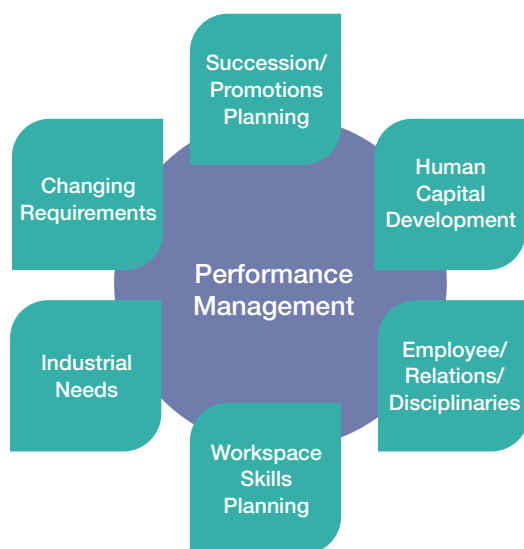 Succession/
Promotions
Planning
Changing
Requirements
Human
Capital
Development
Performance
Management
Industrial
Needs
Employee/
Relations/
Disciplinaries
Workspace
Skills
Planning